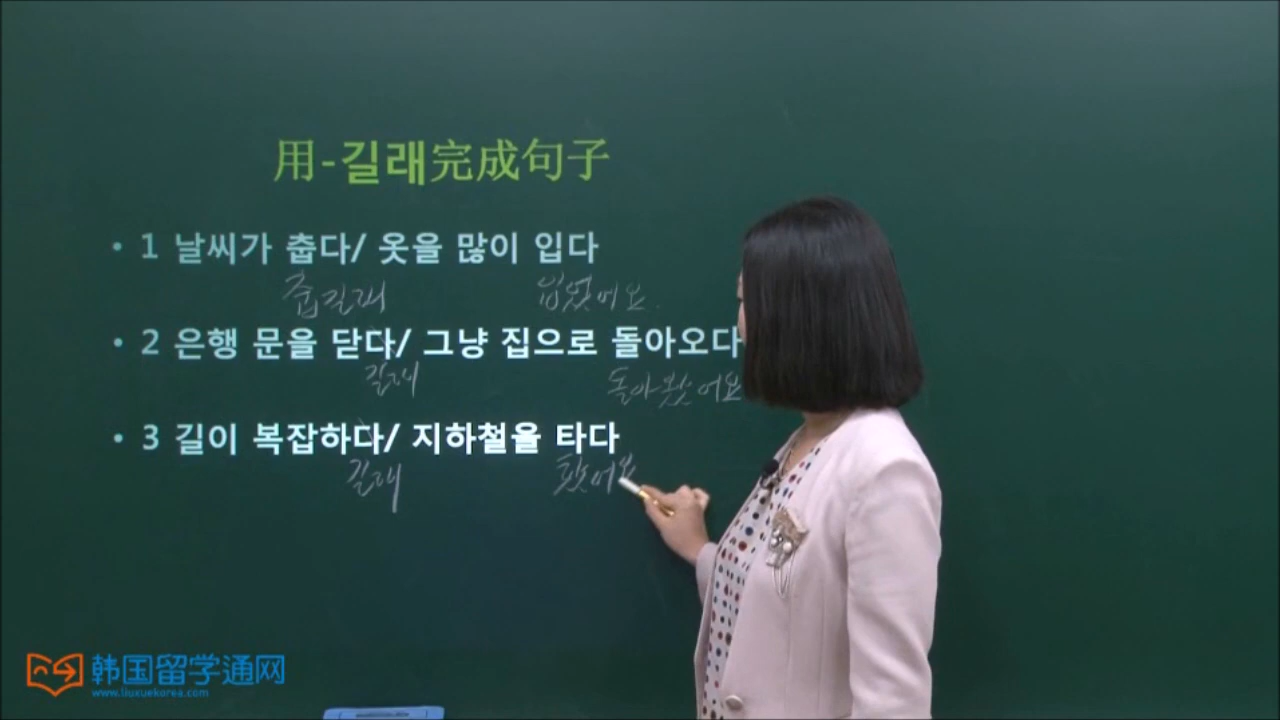 用-길래完成句子
• 1 날씨가 춥다/ 옷을 많이 입다
춥길래 입었어요.
• 2 은행 문을 닫다/ 그냥 집으로 돌아오다
길래 돌아왔어요
• 3 길이 복잡하다/ 지하철을 타다
길래 탔어요
韩国留学通网
www.liuxuekorea.com